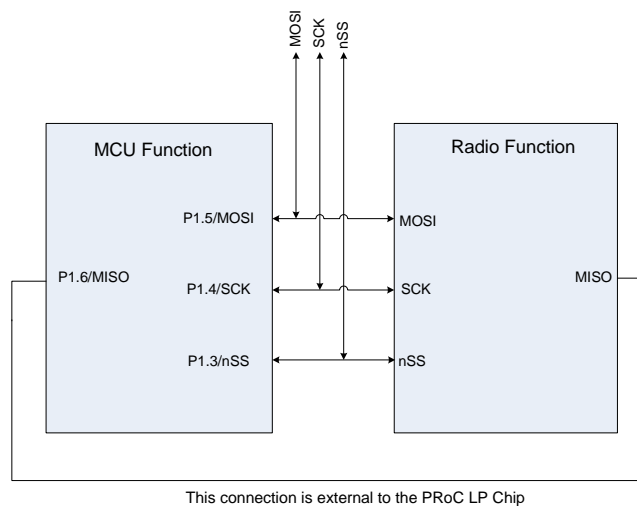 MOSI
SCK
nSS
MCU Function
Radio Function
P1.5/MOSI
MOSI
P1.6/MISO
P1.4/SCK
SCK
MISO
P1.3/nSS
nSS
This connection is external to the PRoC LP Chip